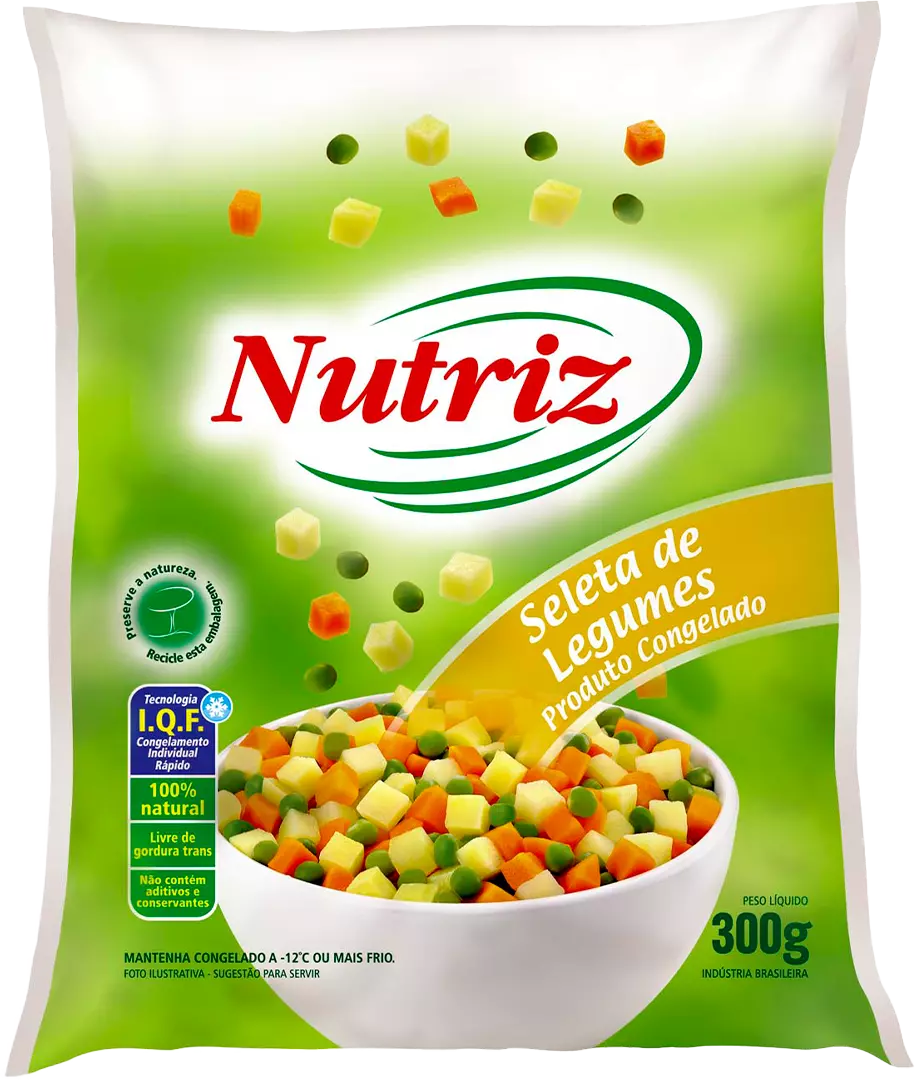 Nutriz
Seleta de
Legumes
Produto Congelado
Preserve a natureza.
Recicle esta embalagem.
Tecnologia
I.Q.F.
Congelamento
Individual
Rápido
100%
natural
Livre de
gordura trans
Não contém
aditivos e
conservantes
MANTENHA CONGELADO A -12°C OU MAIS FRIO.
FOTO ILUSTRATIVA - SUGESTÃO PARA SERVIR
PESO LÍQUIDO
300g
INDÚSTRIA BRASILEIRA